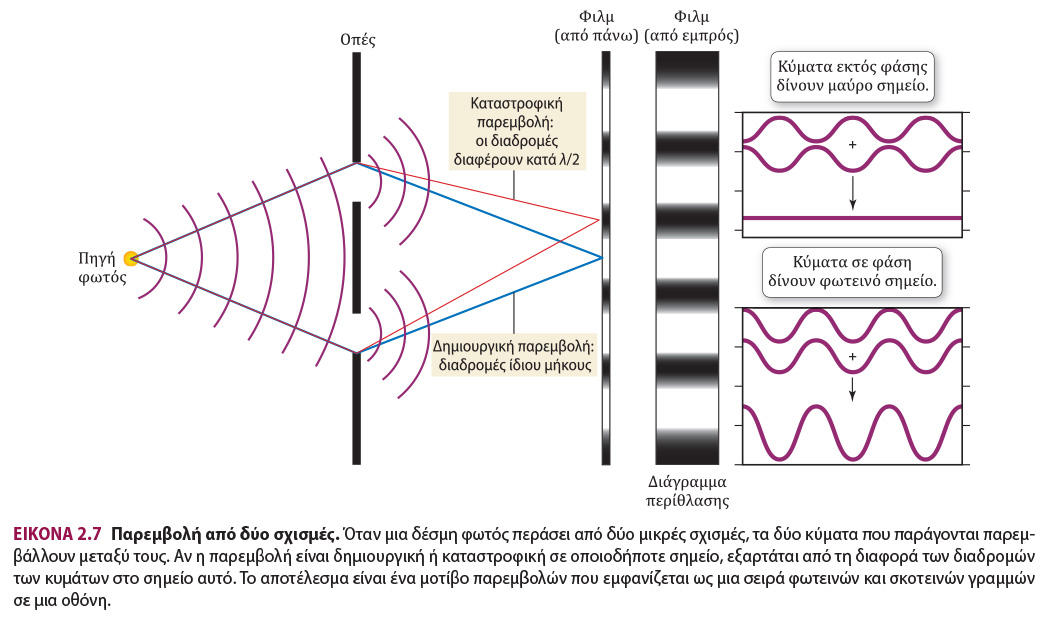 Οπές
Φιλμ
(από πάνω)
Φιλμ
(από εμπρός)
Κύματα εκτός φάσης
δίνουν μαύρο σημείο.
Καταστροφική
παρεμβολή:
οι διαδρομές
διαφέρουν κατά λ/2
+
Πηγή
φωτός
Κύματα σε φάση
δίνουν φωτεινό σημείο.
Δημιουργική παρεμβολή:
διαδρομές ίδιου μήκους
+
Διάγραμμα
περίθλασης
ΕΙΚΟΝΑ 2.7 Παρεμβολή από δύο σχισμές. Όταν μια δέσμη φωτός περάσει από δύο μικρές σχισμές, τα δύο κύματα που παράγονται παρεμ-
βάλλουν μεταξύ τους. Αν η παρεμβολή είναι δημιουργική ή καταστροφική σε οποιοδήποτε σημείο, εξαρτάται από τη διαφορά των διαδρομών
των κυμάτων στο σημείο αυτό. Το αποτέλεσμα είναι ένα μοτίβο παρεμβολών που εμφανίζεται ως μια σειρά φωτεινών και σκοτεινών γραμμών
σε μια οθόνη.